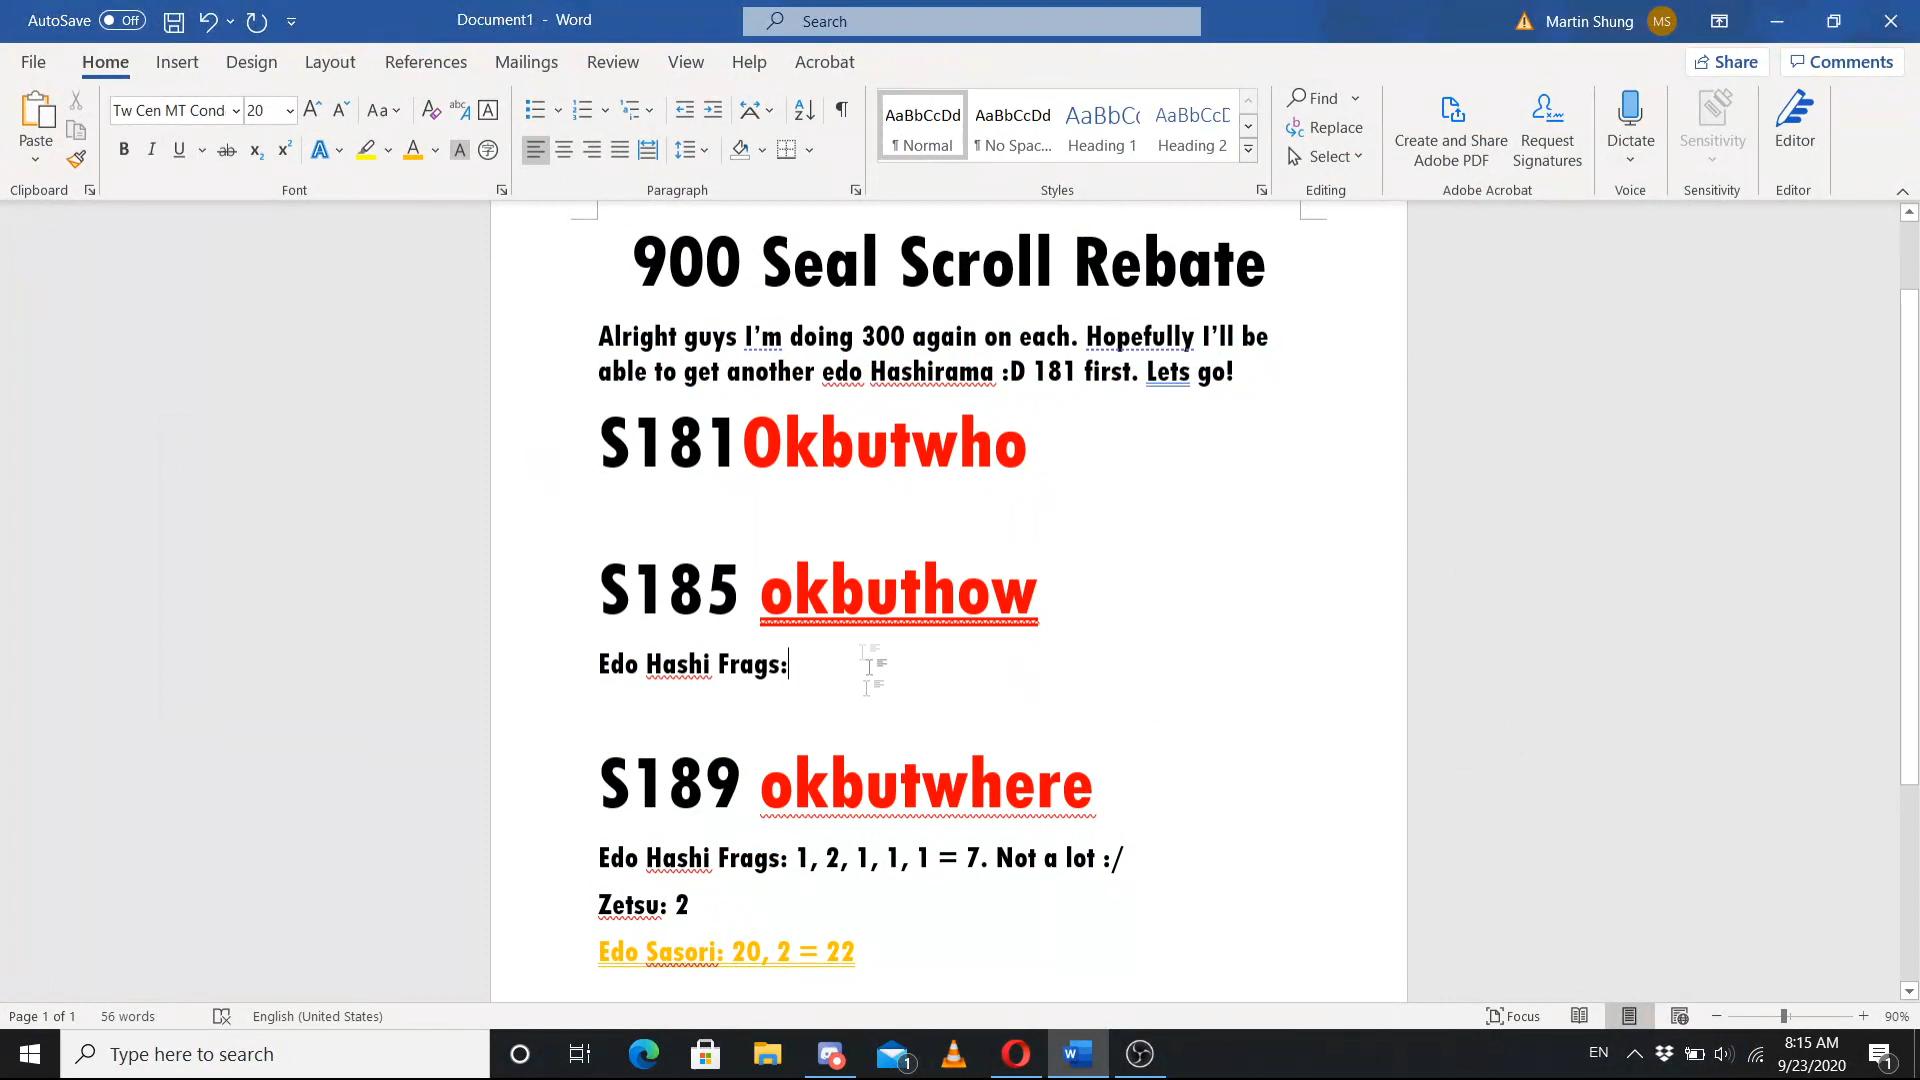 AutoSave Off
Document1 - Word
Search
Martin Shung MS
File Home Insert Design Layout References Mailings Review View Help Acrobat
Share Comments
Paste
Tw Cen MT Cond 20
AaBbCcDd AaBbCcDd AaBbCc AaBbCcD
¶ Normal ¶ No Spac... Heading 1 Heading 2
Find
Replace
Select
Create and Share
Adobe PDF
Request
Signatures
Dictate
Sensitivity
Editor
Clipboard Font Paragraph Styles Editing Adobe Acrobat Voice Sensitivity Editor
900 Seal Scroll Rebate
Alright guys I’m doing 300 again on each. Hopefully I’ll be
able to get another edo Hashirama :D 181 first. Lets go!
S181Okbutwho
S185 okbuthow
Edo Hashi Frags:
S189 okbutwhere
Edo Hashi Frags: 1, 2, 1, 1, 1 = 7. Not a lot :/
Zetsu: 2
Edo Sasori: 20, 2 = 22
Page 1 of 1 56 words English (United States) Focus 90%
Type here to search
1
EN
8:15 AM
9/23/2020
1